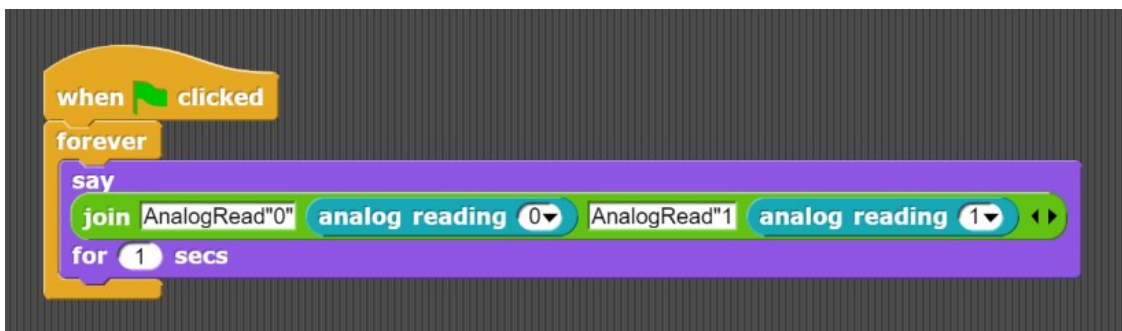 when clicked
forever
say
join AnalogRead"0" analog reading 0 AnalogRead"1 analog reading 1
for 1 secs